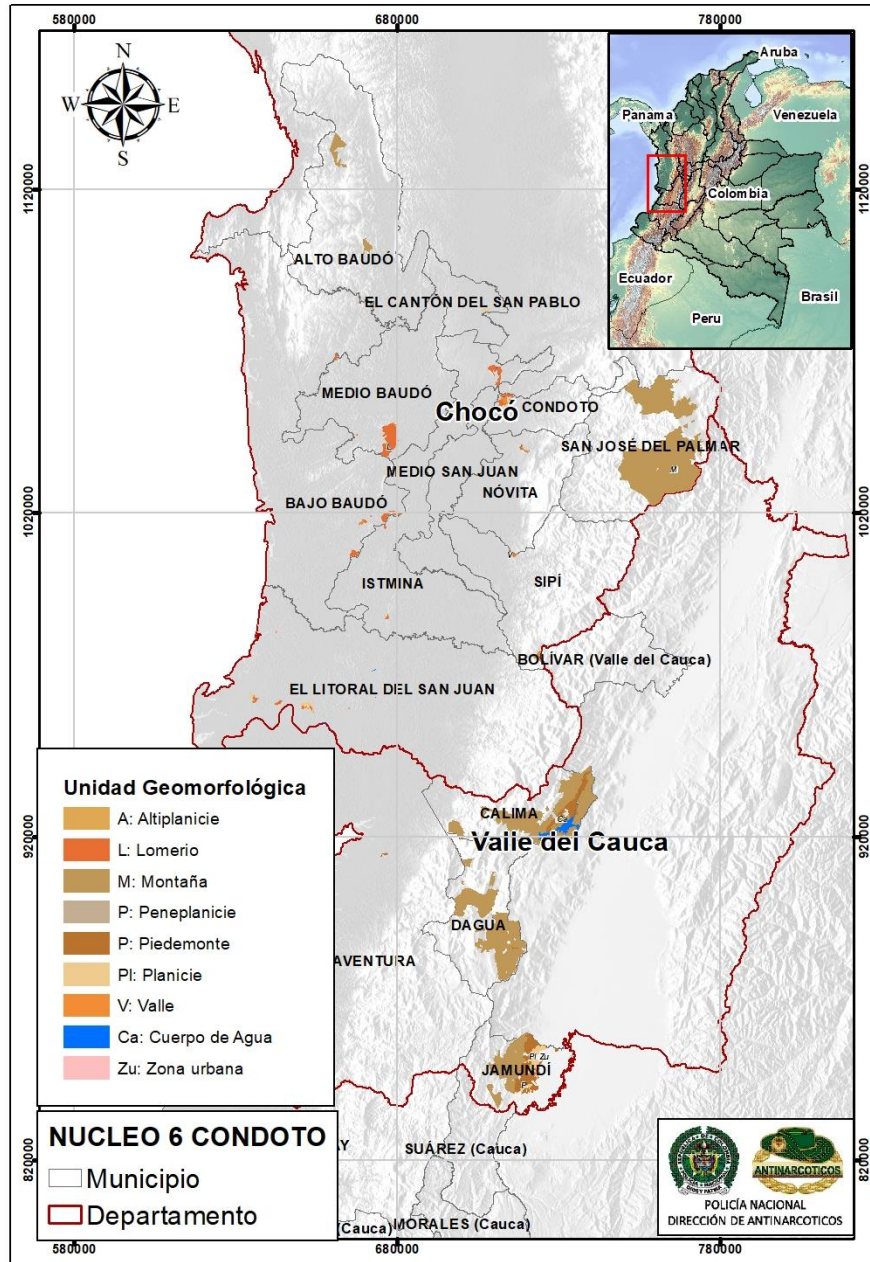 580000
680000
780000
N
W
E
S
Aruba
Panama
Venezuela
Colombia
Ecuador
Brasil
Peru
1120000
1120000
ALTO BAUDÓ
EL CANTÓN DEL SAN PABLO
MEDIO BAUDÓ
Chocó
CONDOTO
SAN JOSÉ DEL PALMAR
M
L
MEDIO SAN JUAN
NÓVITA
BAJO BAUDÓ
1020000
1020000
ISTMINA
SIPÍ
BOLÍVAR (Valle del Cauca)
EL LITORAL DEL SAN JUAN
Unidad Geomorfológica
A: Altiplanicie
L: Lomerio
M: Montaña
P: Peneplanicie
P: Piedemonte
Pl: Planicie
V: Valle
Ca: Cuerpo de Agua
Zu: Zona urbana
CALIMA
Ca
920000
920000
Valle del Cauca
DAGUA
AVENTURA
Pl Zu
JAMUNDÍ
P
NUCLEO 6 CONDOTO
Municipio
Departamento
AY
SUÁREZ (Cauca)
(Cauca)
MORALES (Cauca)
820000
820000
ANTINARCOTICOS
POLICÍA NACIONAL
DIRECCIÓN DE ANTINARCOTICOS
580000
680000
780000